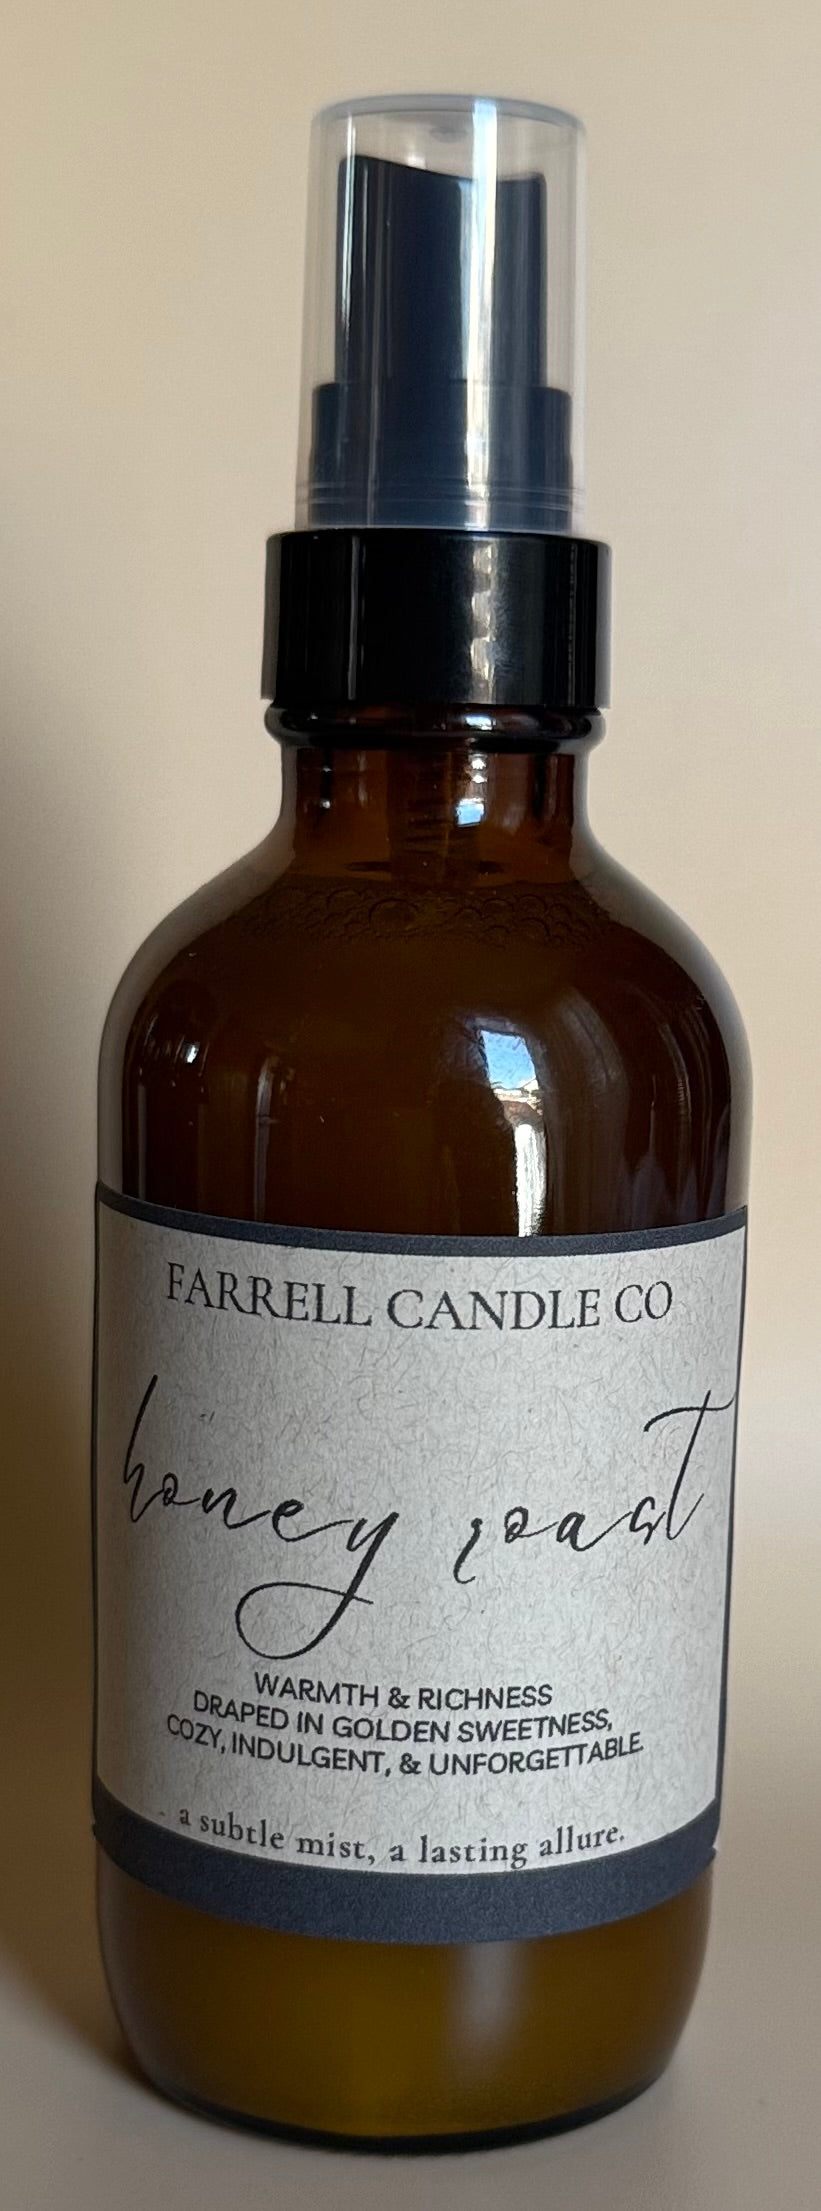 FARRELL CANDLE CO
honey roast
WARMTH & RICHNESS
DRAPED IN GOLDEN SWEETNESS,
COZY, INDULGENT, & UNFORGETTABLE.
a subtle mist, a lasting allure.